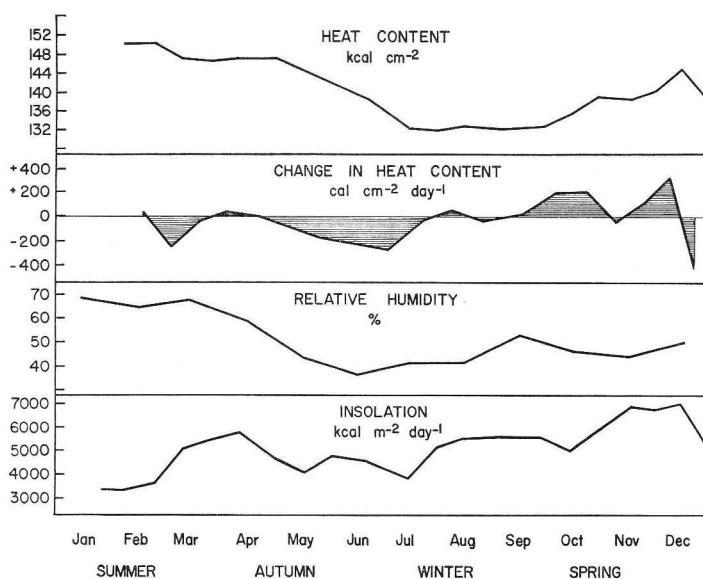 HEAT CONTENT
kcal cm-2
152
148
144
140
136
132
CHANGE IN HEAT CONTENT
cal cm-2 day-1
+400
+200
0
-200
-400
RELATIVE HUMIDITY
%
70
60
50
40
INSOLATION
kcal m-2 day-1
7000
6000
5000
4000
3000
Jan Feb Mar Apr May Jun Jul Aug Sep Oct Nov Dec
SUMMER AUTUMN WINTER SPRING